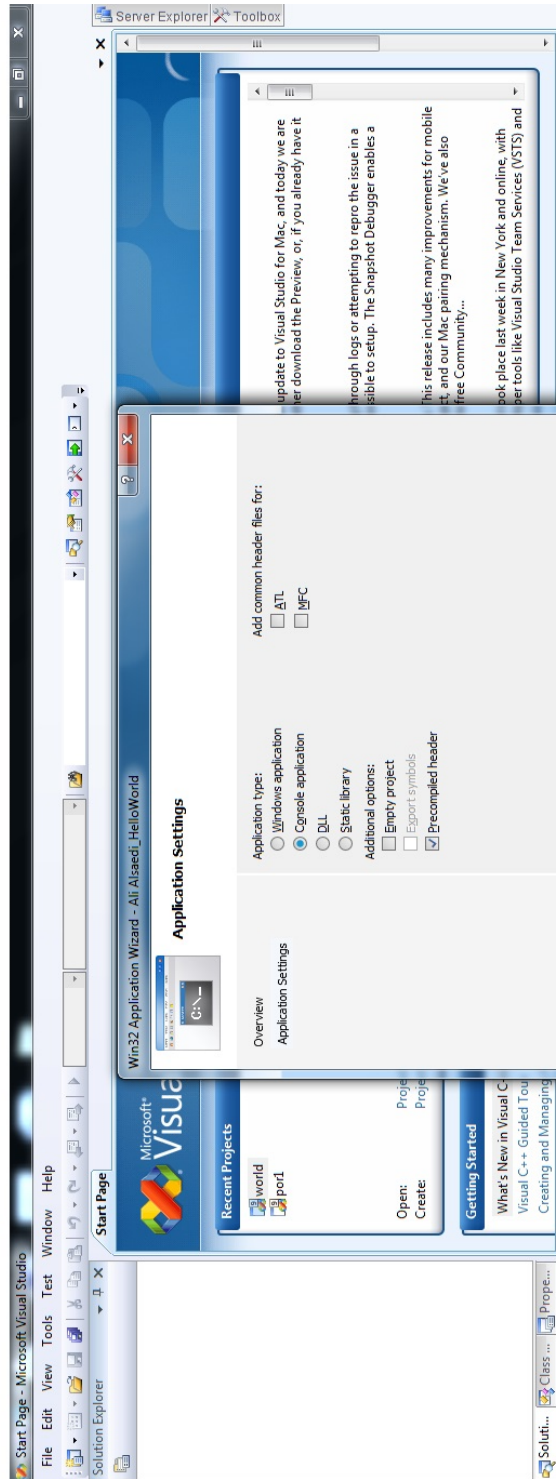 Start Page - Microsoft Visual Studio
File Edit View Tools Test Window Help
Solution Explorer
Start Page
Server Explorer
Toolbox
Microsoft®
Visua
Recent Projects
world
por1
Open: Proje
Create: Proje
Getting Started
What's New in Visual C+
Visual C++ Guided Tou
Creating and Managing
Win32 Application Wizard - Ali Alsaedi_HelloWorld
C:\_
Application Settings
Overview
Application Settings
Application type:
Windows application
Console application
DLL
Static library
Additional options:
Empty project
Export symbols
Precompiled header
Add common header files for:
ATL
MFC
update to Visual Studio for Mac, and today we are
her download the Preview, or, if you already have it
hrough logs or attempting to repro the issue in a
ssible to setup. The Snapshot Debugger enables a
This release includes many improvements for mobile
ct, and our Mac pairing mechanism. We've also
free Community...
ook place last week in New York and online, with
per tools like Visual Studio Team Services (VSTS) and
Soluti...
Class ...
Prope...